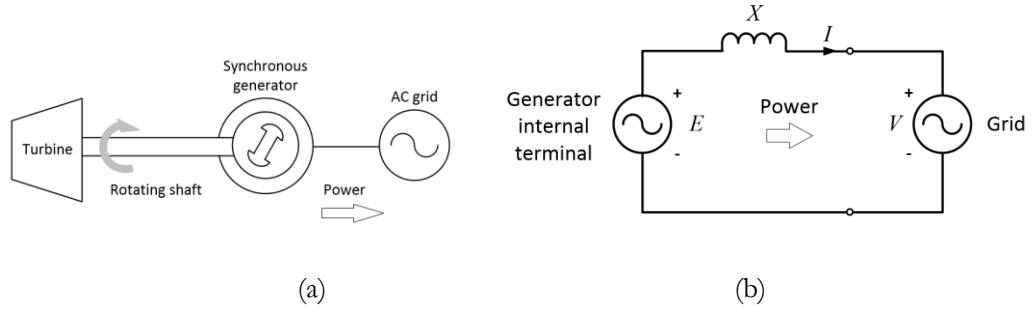 Synchronous
generator
AC grid
Turbine
Rotating shaft
Power
(a)
X
I
Generator
internal
terminal
+
E
-
Power
+
V
-
Grid
(b)